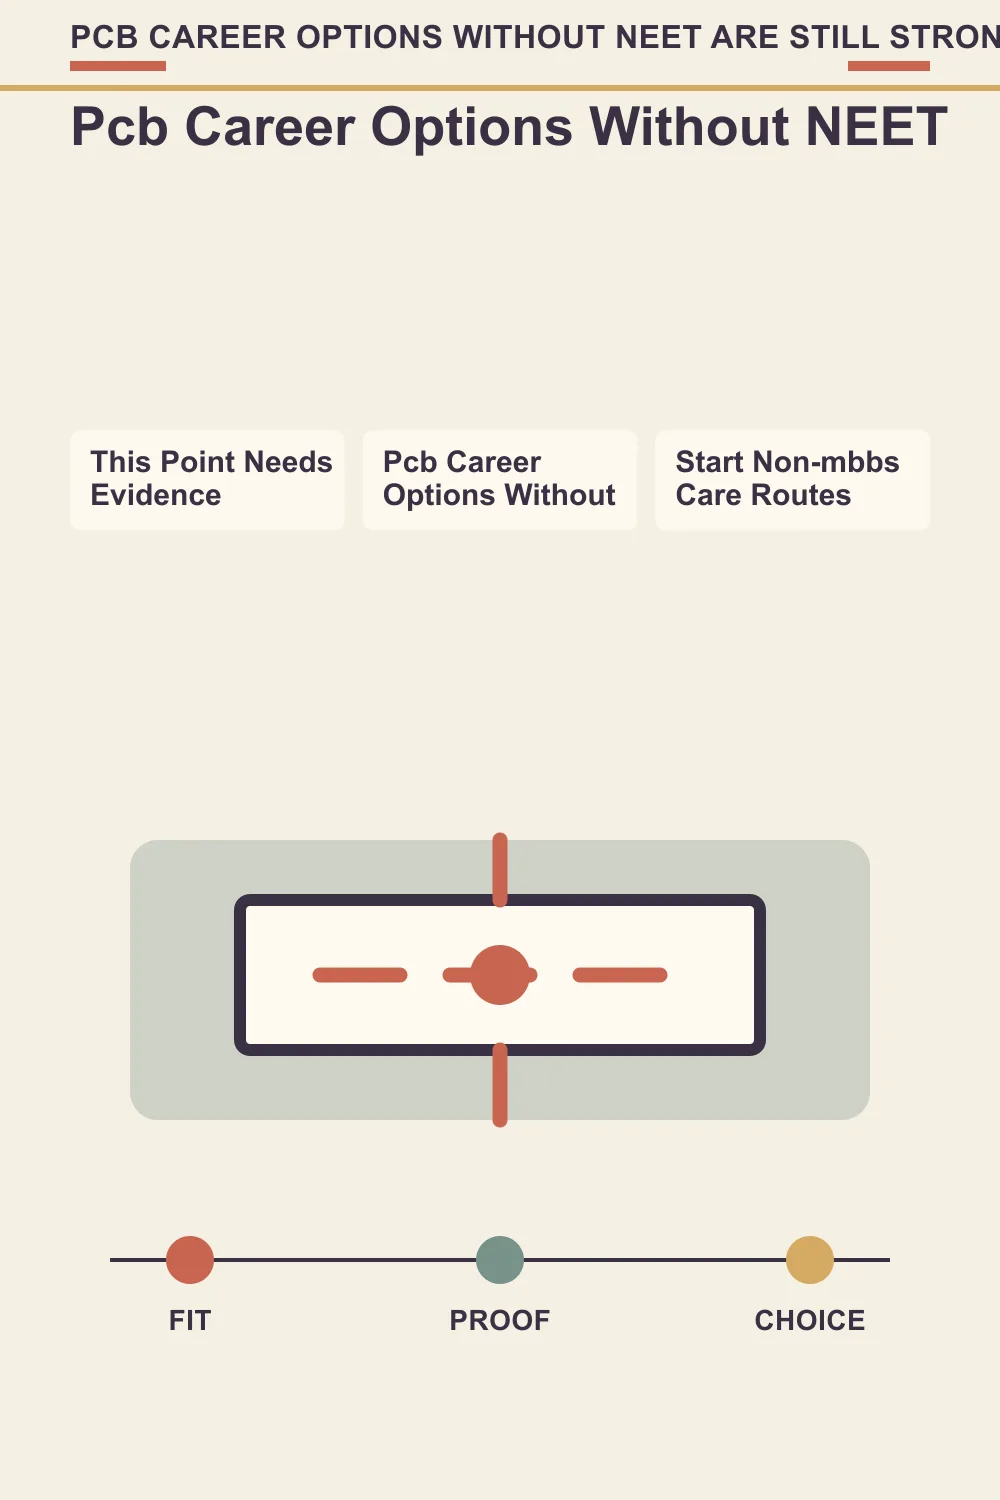 PCB CAREER OPTIONS WITHOUT NEET ARE STILL STRON
Pcb Career Options Without NEET
This Point Needs
Evidence
Pcb Career
Options Without
Start Non-mbbs
Care Routes
FIT
PROOF
CHOICE